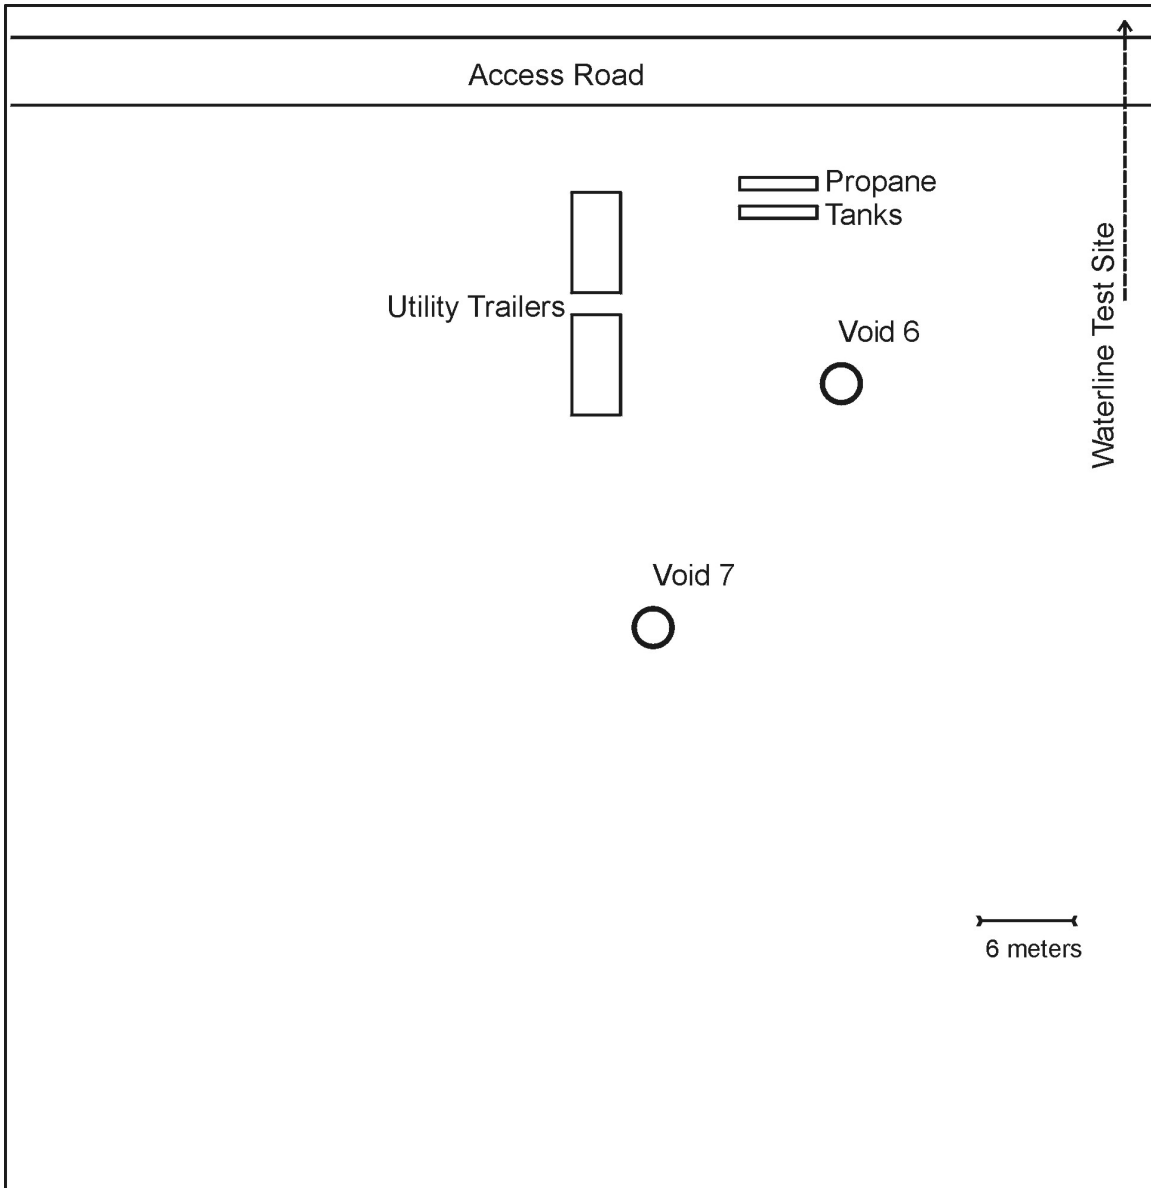 Access Road
Propane
Tanks
Utility Trailers
Void 6
Waterline Test Site
Void 7
6 meters